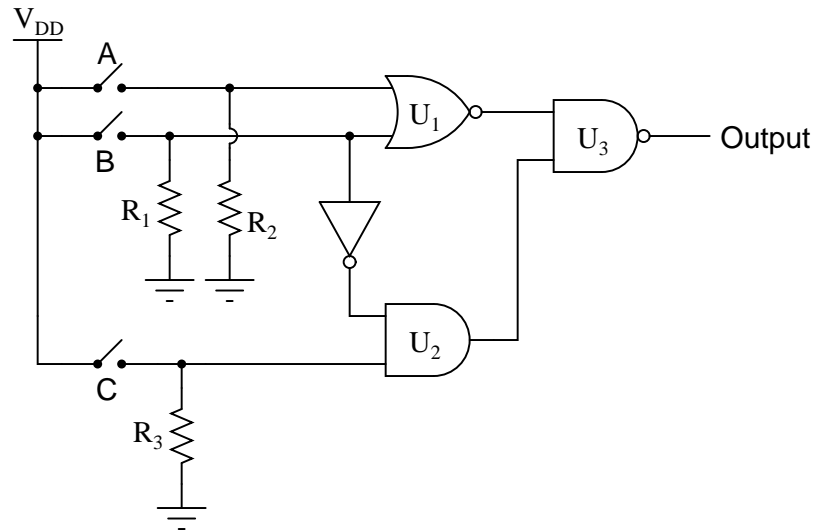 V_DD
A
B
U_1
U_3
Output
R_1
R_2
U_2
C
R_3